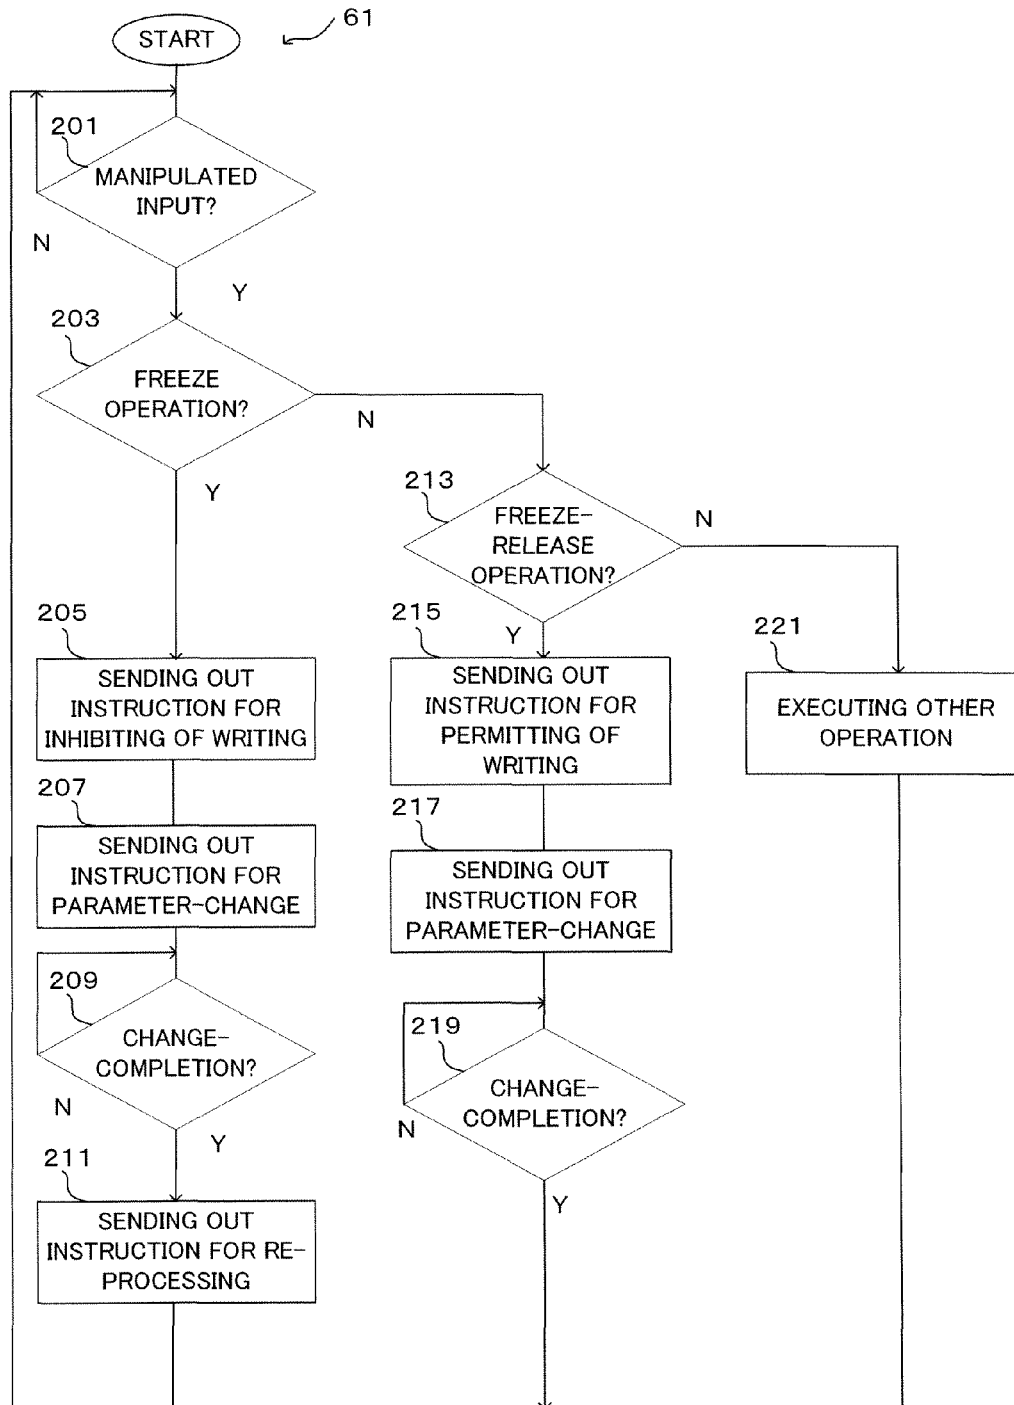 START
61
201
MANIPULATED
INPUT?
N
Y
203
FREEZE
OPERATION?
N
Y
213
FREEZE-
RELEASE
OPERATION?
N
Y
205
SENDING OUT
INSTRUCTION FOR
INHIBITING OF WRITING
215
SENDING OUT
INSTRUCTION FOR
PERMITTING OF
WRITING
221
EXECUTING OTHER
OPERATION
207
SENDING OUT
INSTRUCTION FOR
PARAMETER-CHANGE
217
SENDING OUT
INSTRUCTION FOR
PARAMETER-CHANGE
209
CHANGE-
COMPLETION?
N
Y
219
CHANGE-
COMPLETION?
N
Y
211
SENDING OUT
INSTRUCTION FOR RE-
PROCESSING